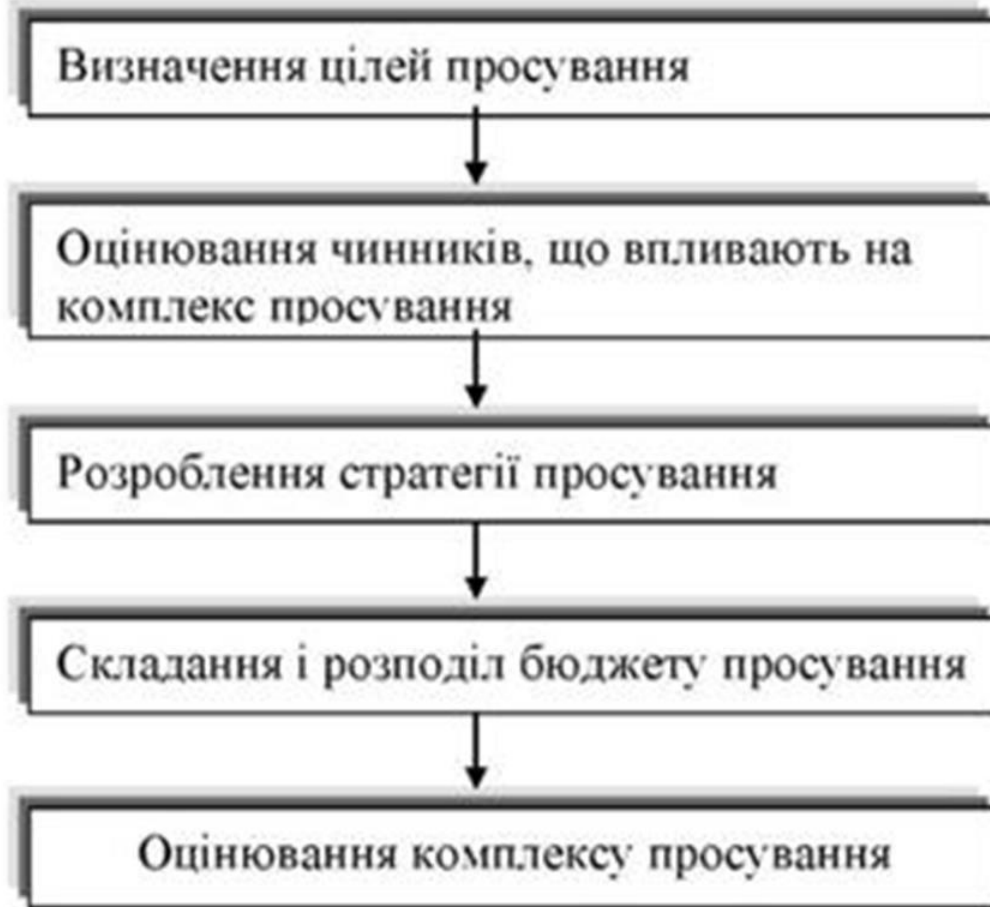 Визначення цілей просування
Оцінювання чинників, що впливають на
комплекс просування
Розроблення стратегії просування
Складання і розподіл бюджету просування
Оцінювання комплексу просування